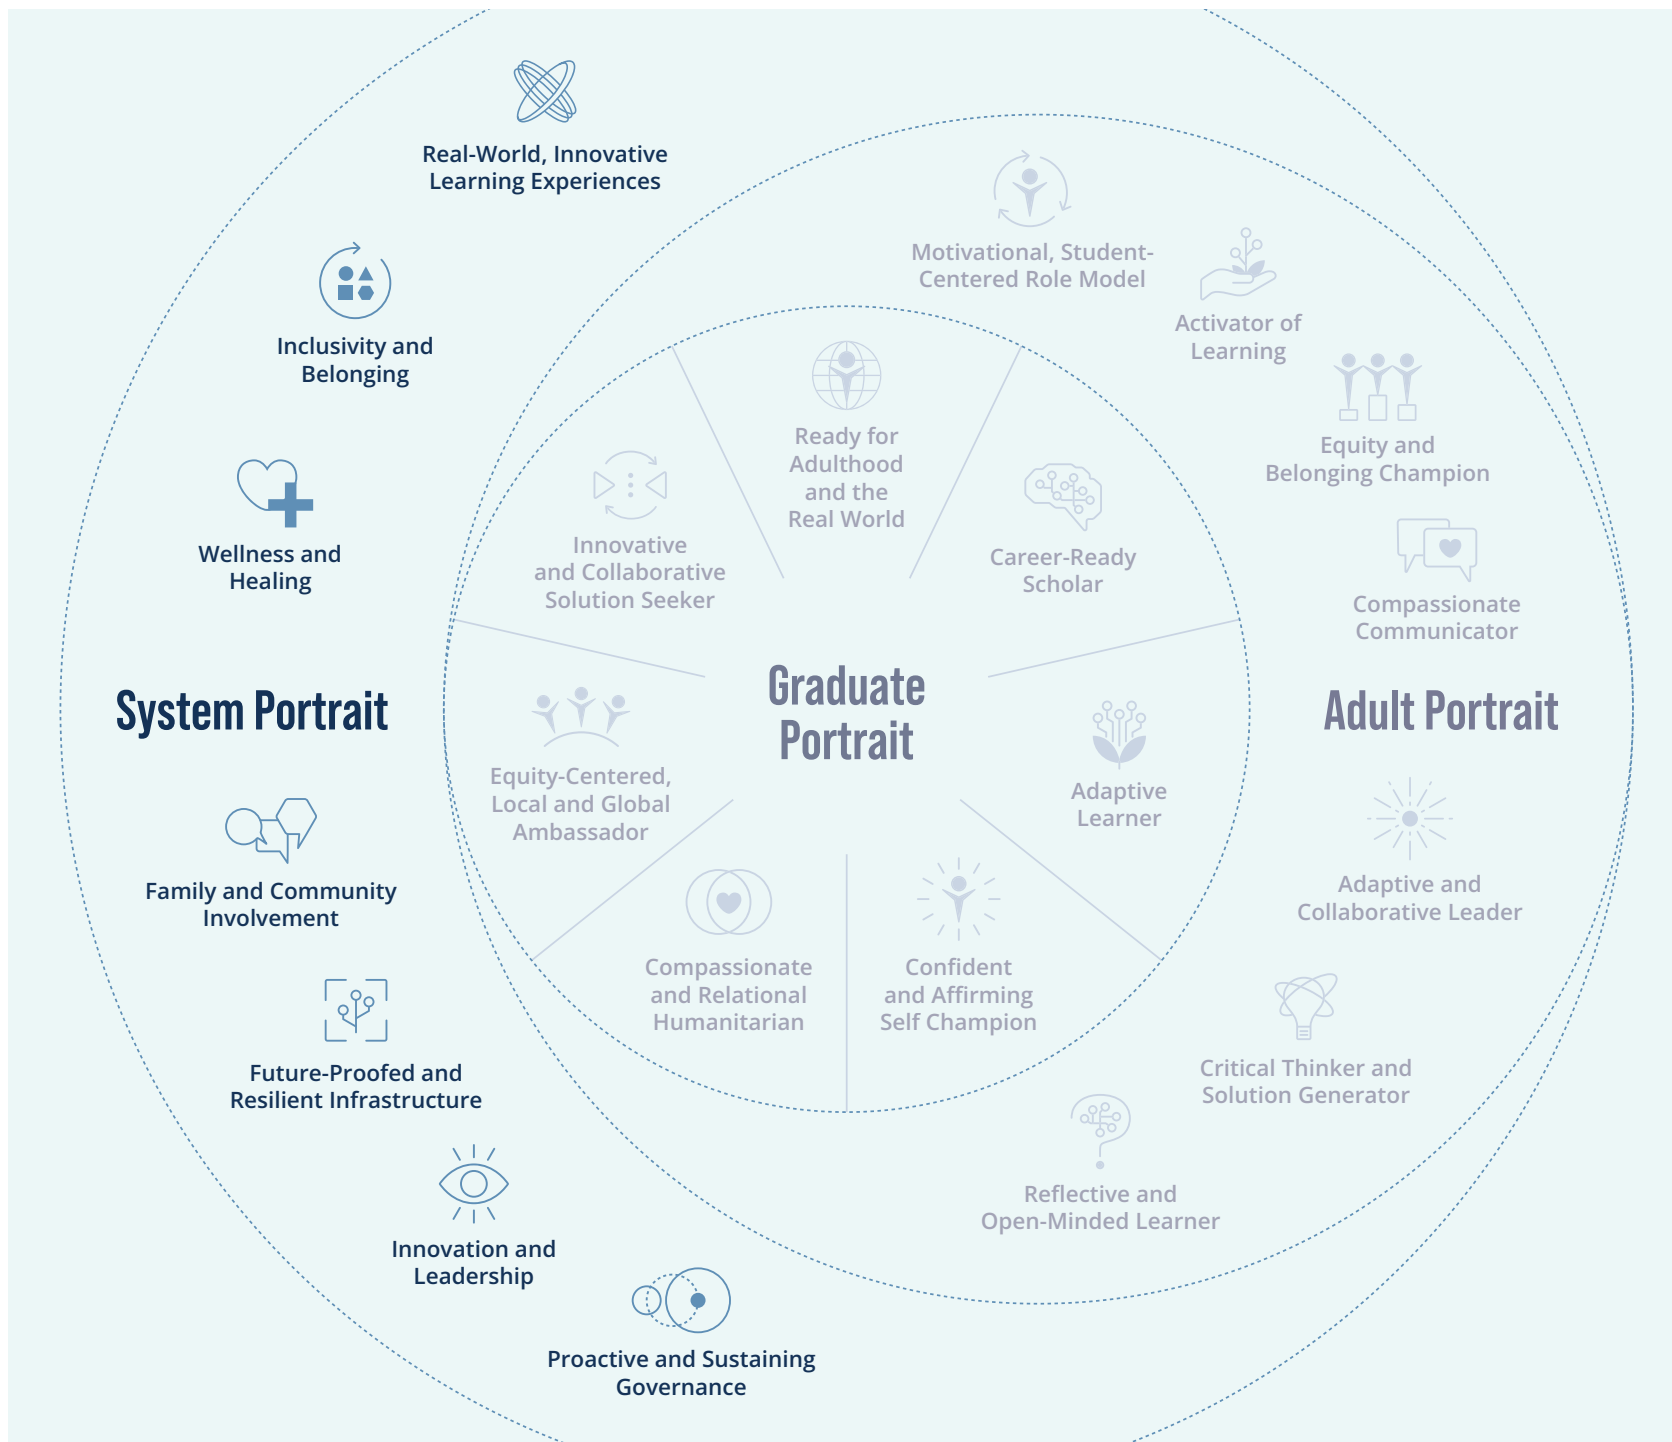 Real-World, Innovative
Learning Experiences
Inclusivity and
Belonging
Wellness and
Healing
System Portrait
Family and Community
Involvement
Future-Proofed and
Resilient Infrastructure
Innovation and
Leadership
Proactive and Sustaining
Governance
Graduate
Portrait
Ready for
Adulthood
and the
Real World
Career-Ready
Scholar
Adaptive
Learner
Confident
and Affirming
Self Champion
Compassionate
and Relational
Humanitarian
Equity-Centered,
Local and Global
Ambassador
Innovative
and Collaborative
Solution Seeker
Motivational, Student-
Centered Role Model
Activator of
Learning
Equity and
Belonging Champion
Compassionate
Communicator
Adult Portrait
Adaptive and
Collaborative Leader
Critical Thinker and
Solution Generator
Reflective and
Open-Minded Learner